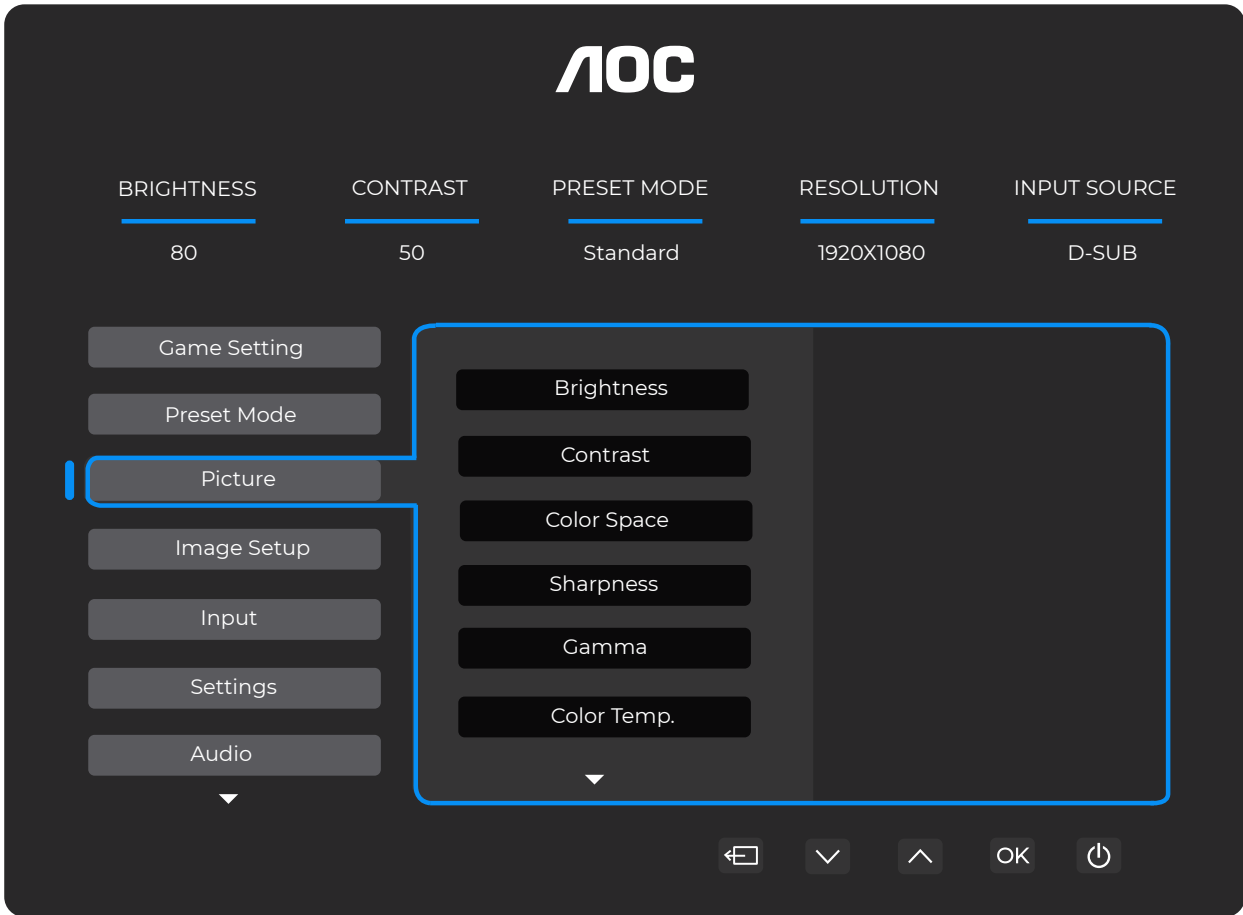 AOC
BRIGHTNESS CONTRAST PRESET MODE RESOLUTION INPUT SOURCE
80 50 Standard 1920X1080 D-SUB
Game Setting
Preset Mode
Picture
Image Setup
Input
Settings
Audio
Brightness
Contrast
Color Space
Sharpness
Gamma
Color Temp.
OK